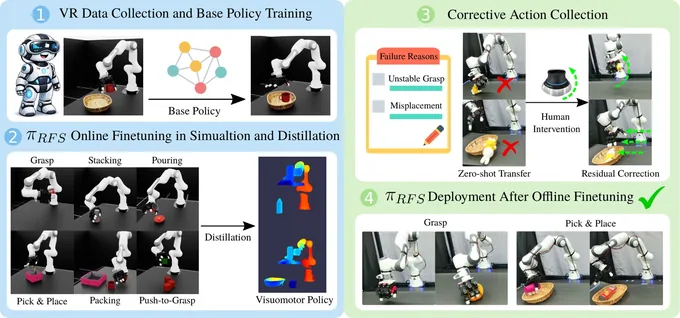 1 VR Data Collection and Base Policy Training
Base Policy
2 πRFS Online Finetuning in Simualtion and Distillation
Grasp Stacking Pouring
Pick & Place Packing Push-to-Grasp
Distillation
Visuomotor Policy
3 Corrective Action Collection
Failure Reasons
Unstable Grasp
Misplacement
Human
Intervention
Zero-shot Transfer
Residual Correction
4 πRFS Deployment After Offline Finetuning
Grasp
Pick & Place